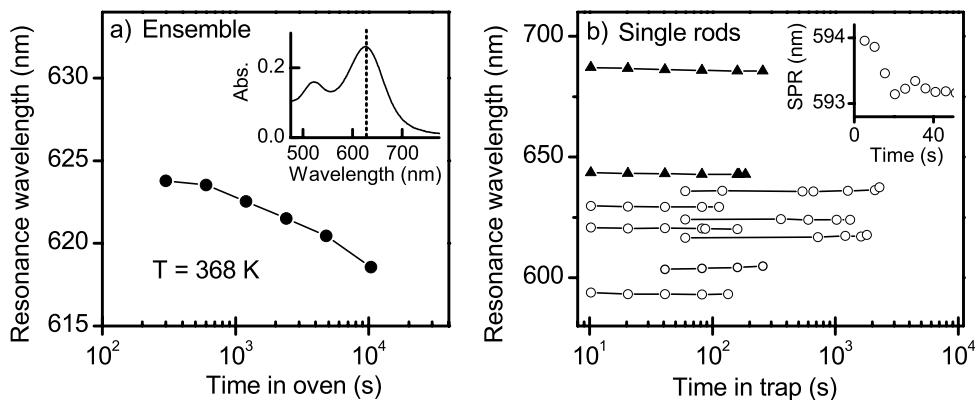 a) Ensemble
Resonance wavelength (nm)
630
625
620
615
10² 10³ 10⁴
Time in oven (s)
T = 368 K
Abs.
0.2
0.0
500 600 700
Wavelength (nm)
b) Single rods
Resonance wavelength (nm)
700
650
600
10¹ 10² 10³ 10⁴
Time in trap (s)
SPR (nm)
594
593
0 40
Time (s)